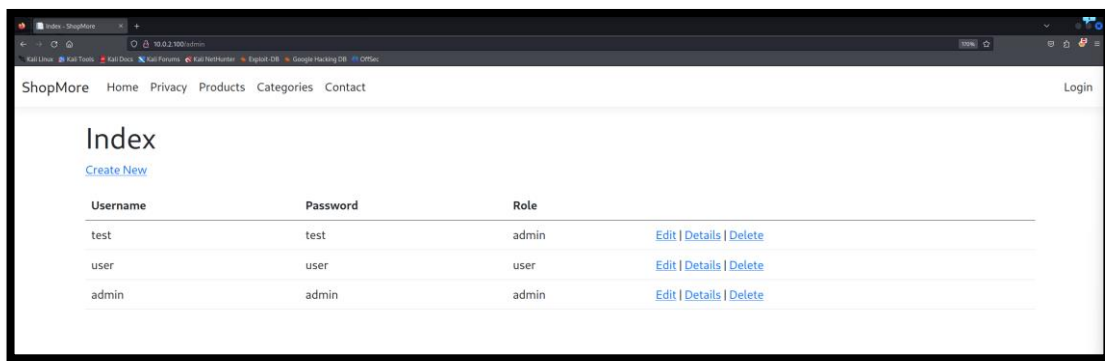 Index - ShopMore
10.0.2.100/admin
170%
Kali Linux Kali Tools Kali Docs Kali Forums Kali NetHunter Exploit-DB Google Hacking DB OffSec
ShopMore Home Privacy Products Categories Contact Login
Index
Create New
Username Password Role
test test admin Edit | Details | Delete
user user user Edit | Details | Delete
admin admin admin Edit | Details | Delete